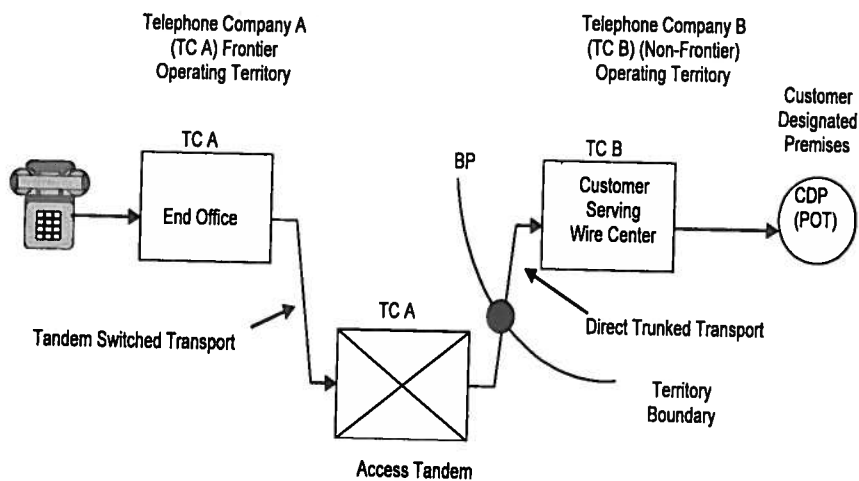 Telephone Company A
(TC A) Frontier
Operating Territory
Telephone Company B
(TC B) (Non-Frontier)
Operating Territory
Customer
Designated
Premises
TC A
End Office
BP
TC B
Customer
Serving
Wire Center
CDP
(POT)
Tandem Switched Transport
TC A
Direct Trunked Transport
Territory
Boundary
Access Tandem